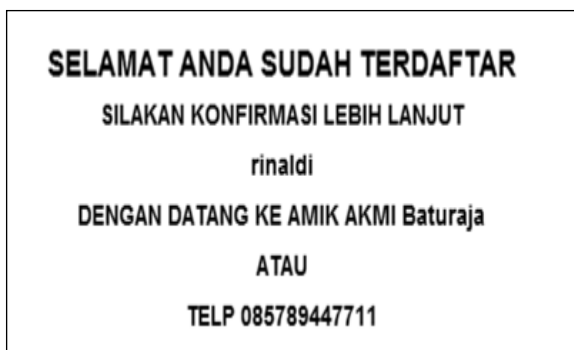 SELAMAT ANDA SUDAH TERDAFTAR
SILAKAN KONFIRMASI LEBIH LANJUT
rinaldi
DENGAN DATANG KE AMIK AKMI Baturaja
ATAU
TELP 085789447711